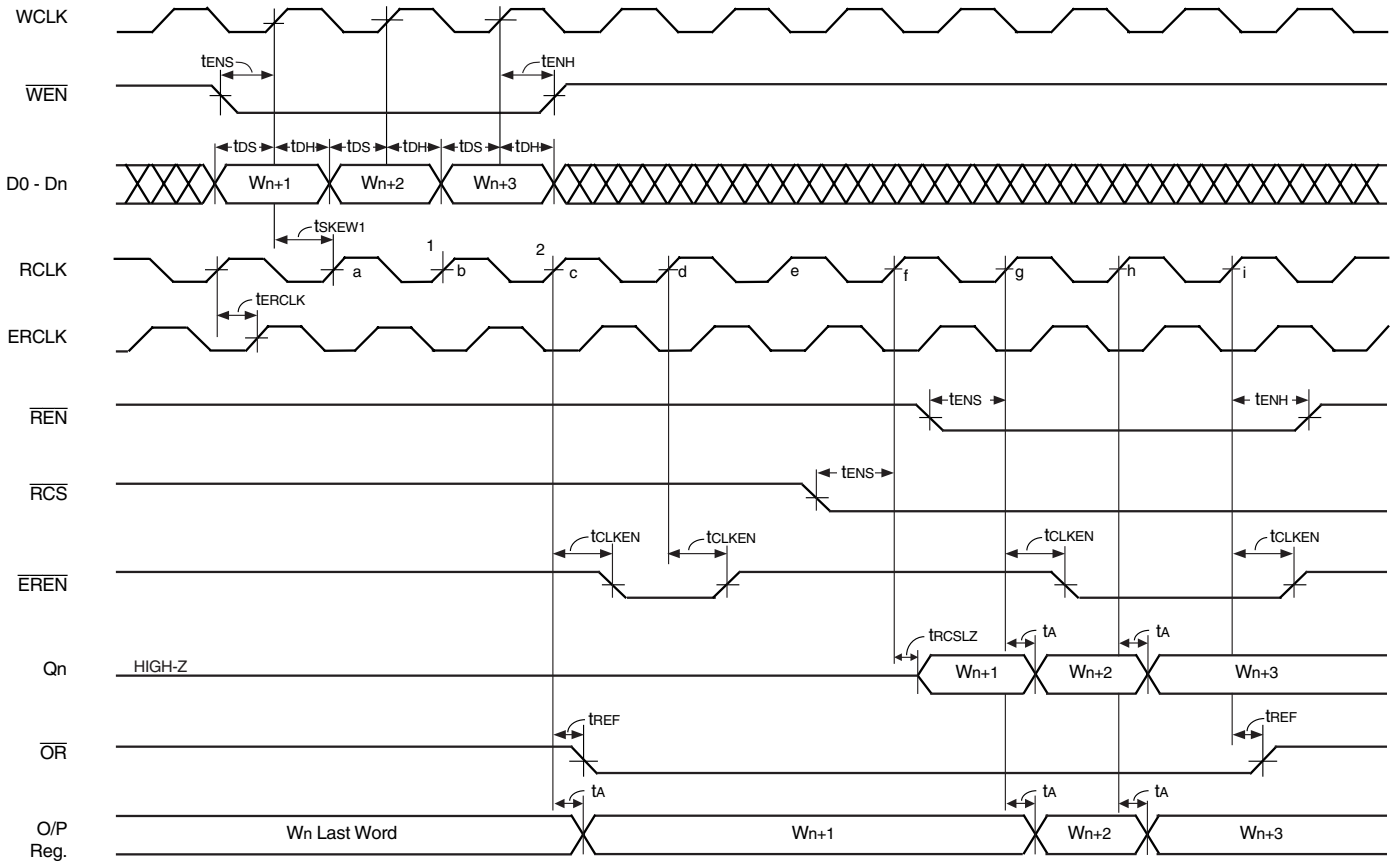 WCLK
tENS
tENH
WEN
tDS
tDH
tDS
tDH
tDS
tDH
D0 - Dn
Wn+1
Wn+2
Wn+3
tSKEW1
1
2
RCLK
a
b
c
d
e
f
g
h
i
tERCLK
ERCLK
REN
tENS
tENH
RCS
tENS
tCLKEN
tCLKEN
tCLKEN
tCLKEN
EREN
tRCSLZ
tA
tA
Qn
HIGH-Z
Wn+1
Wn+2
Wn+3
tREF
tREF
OR
tA
tA
tA
O/P
Reg.
Wn Last Word
Wn+1
Wn+2
Wn+3